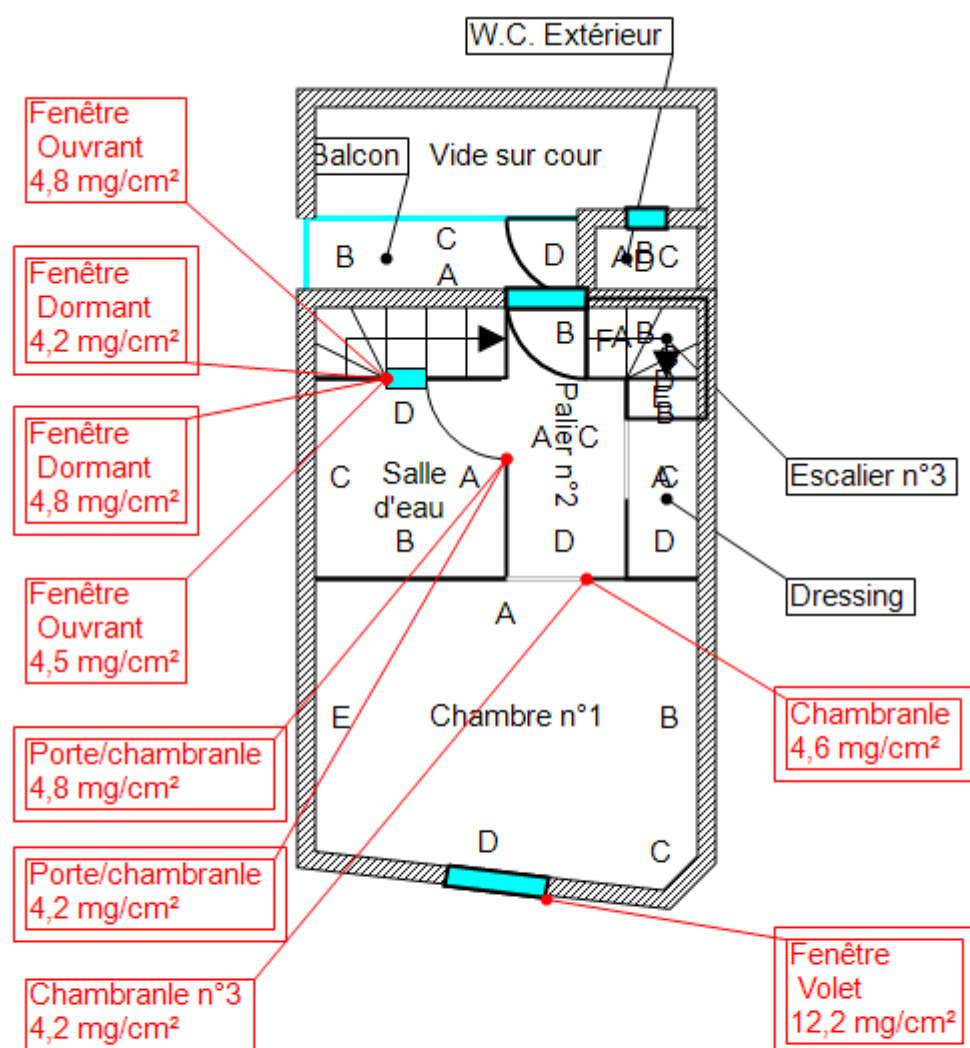 W.C. Extérieur
Fenêtre
Ouvrant
4,8 mg/cm²
Balcon
Vide sur cour
B
C
A
D
A
B
D
C
Fenêtre
Dormant
4,2 mg/cm²
B
F
A
B
D
E
B
Fenêtre
Dormant
4,8 mg/cm²
D
C
Salle
d'eau
A
B
Palier n°2
A
C
D
A
C
D
Escalier n°3
Dressing
Fenêtre
Ouvrant
4,5 mg/cm²
A
E
Chambre n°1
B
D
C
Porte/chambranle
4,8 mg/cm²
Chambranle
4,6 mg/cm²
Porte/chambranle
4,2 mg/cm²
Chambranle n°3
4,2 mg/cm²
Fenêtre
Volet
12,2 mg/cm²